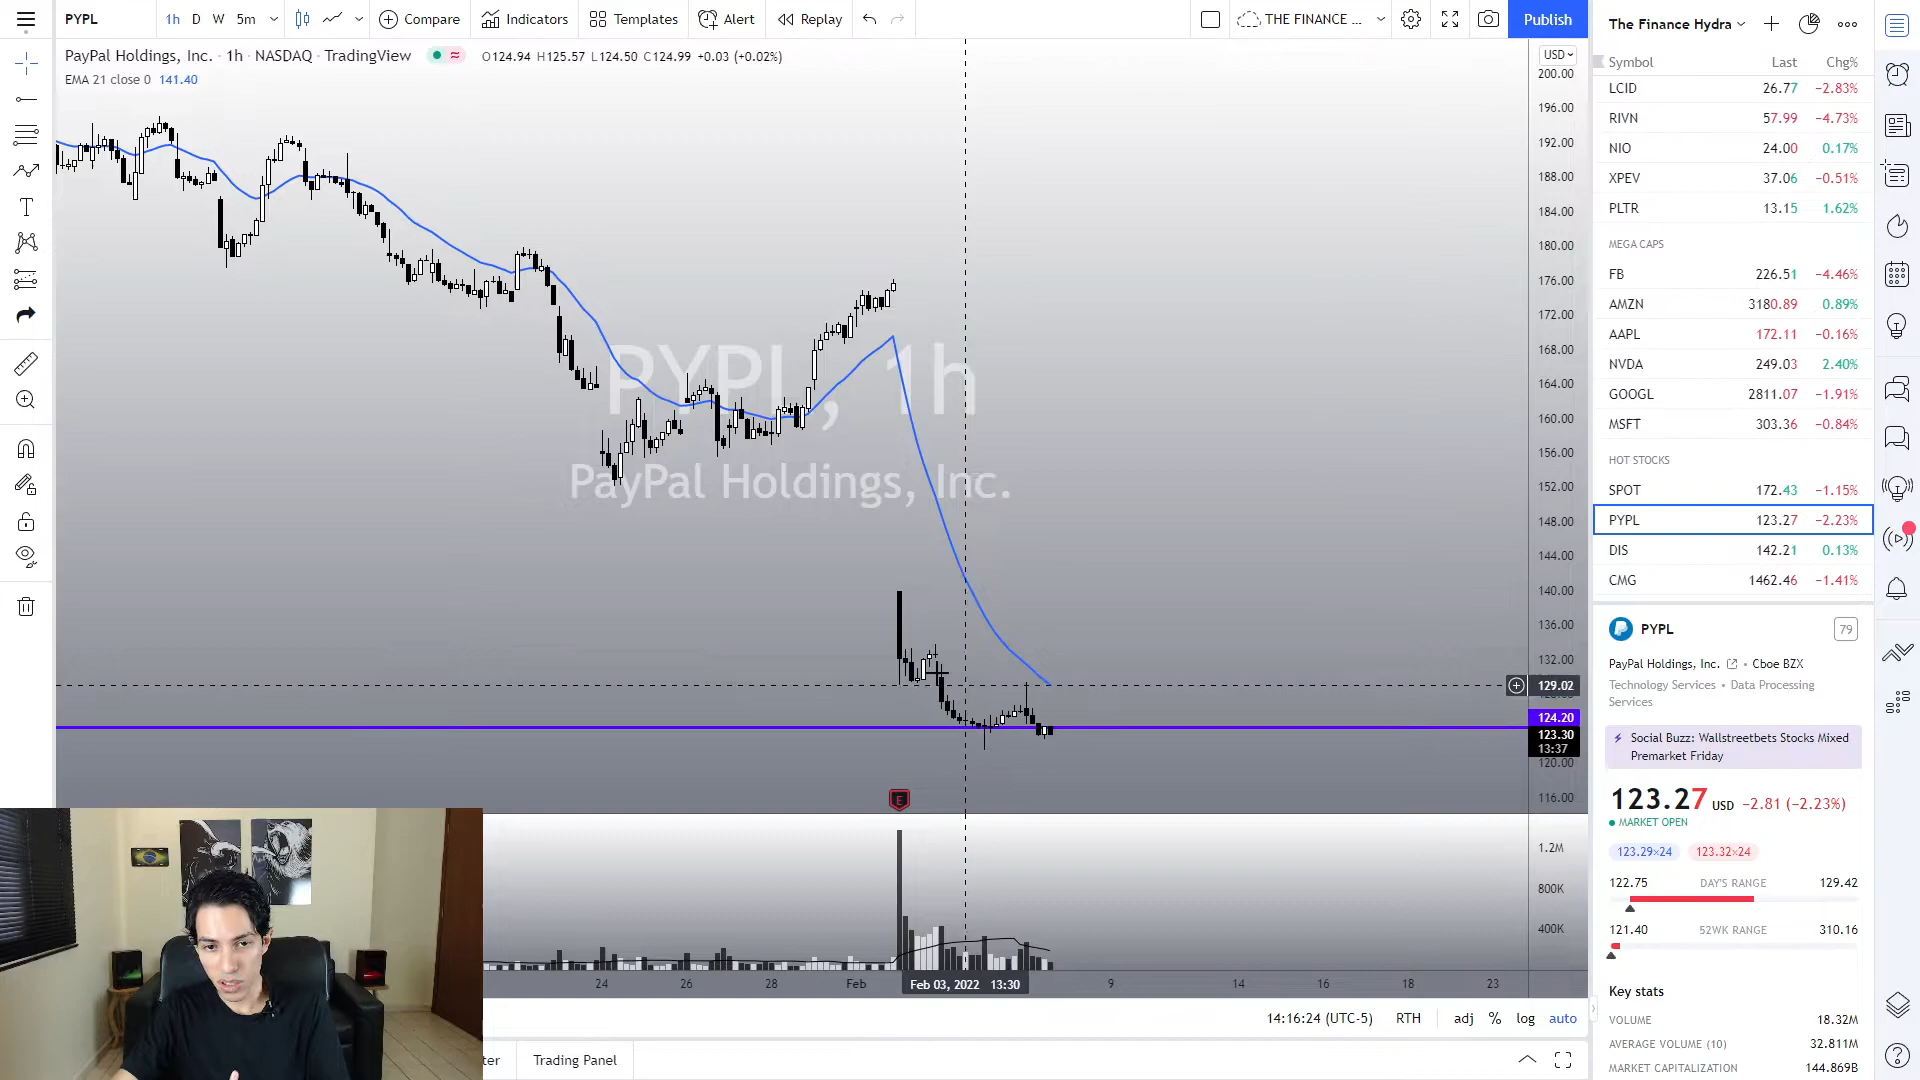 PYPL 1h D W 5m Compare Indicators Templates Alert Replay THE FINANCE ... Publish
PayPal Holdings, Inc. · 1h · NASDAQ · TradingView O124.94 H125.57 L124.50 C124.99 +0.03 (+0.02%)
EMA 21 close 0 141.40
PYPL, 1h
PayPal Holdings, Inc.
USD
200.00
196.00
192.00
188.00
184.00
180.00
176.00
172.00
168.00
164.00
160.00
156.00
152.00
148.00
144.00
140.00
136.00
132.00
129.02
124.20
123.30
13:37
120.00
116.00
E
1.2M
800K
400K
24 26 28 Feb Feb 03, 2022 13:30 9 14 16 18 23
14:16:24 (UTC-5) RTH adj % log auto
ter Trading Panel
The Finance Hydra
Symbol Last Chg%
LCID 26.77 −2.83%
RIVN 57.99 −4.73%
NIO 24.00 0.17%
XPEV 37.06 −0.51%
PLTR 13.15 1.62%
MEGA CAPS
FB 226.51 −4.46%
AMZN 3180.89 0.89%
AAPL 172.11 −0.16%
NVDA 249.03 2.40%
GOOGL 2811.07 −1.91%
MSFT 303.36 −0.84%
HOT STOCKS
SPOT 172.43 −1.15%
PYPL 123.27 −2.23%
DIS 142.21 0.13%
CMG 1462.46 −1.41%
PYPL 79
PayPal Holdings, Inc. • Cboe BZX
Technology Services • Data Processing
Services
Social Buzz: Wallstreetbets Stocks Mixed
Premarket Friday
123.27 USD −2.81 (−2.23%)
MARKET OPEN
123.29×24 123.32×24
122.75 DAY'S RANGE 129.42
121.40 52WK RANGE 310.16
Key stats
VOLUME 18.32M
AVERAGE VOLUME (10) 32.811M
MARKET CAPITALIZATION 144.869B